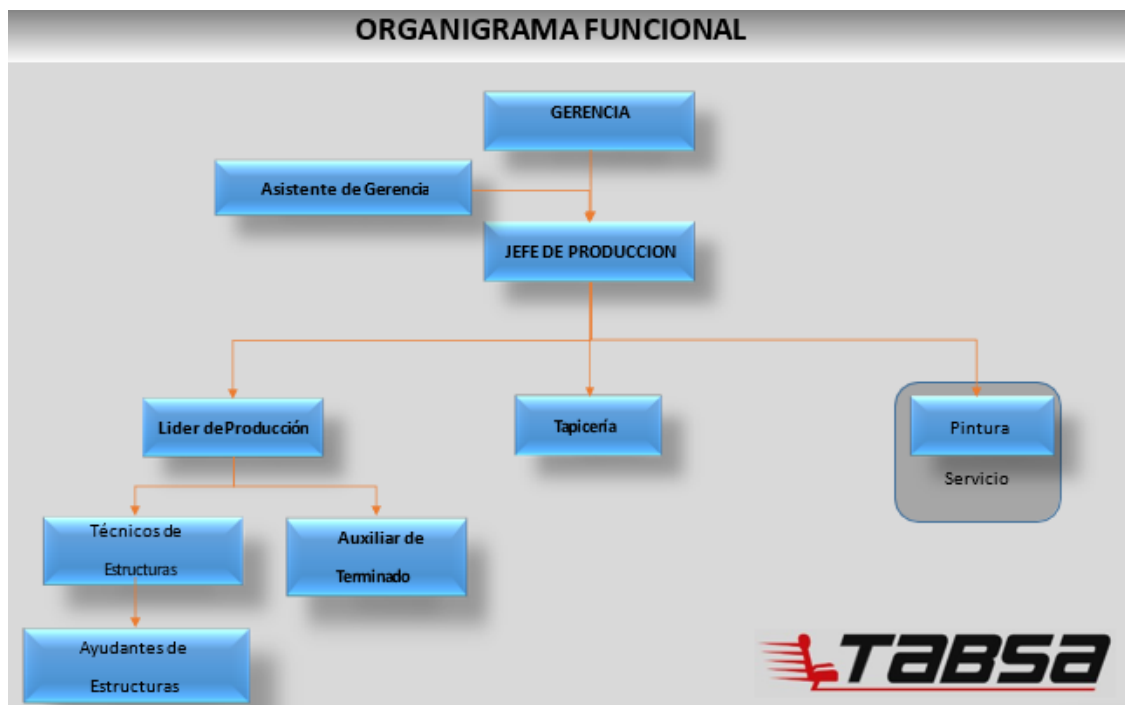 ORGANIGRAMA FUNCIONAL
GERENCIA
Asistente de Gerencia
JEFE DE PRODUCCION
Lider de Producción
Tapicería
Pintura
Servicio
Técnicos de
Estructuras
Auxiliar de
Terminado
Ayudantes de
Estructuras
TABSA